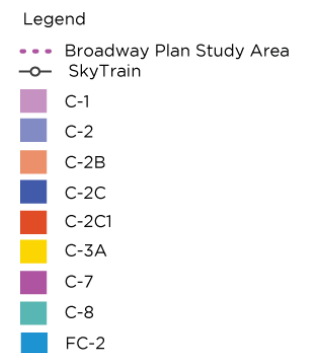 Legend
Broadway Plan Study Area
SkyTrain
C-1
C-2
C-2B
C-2C
C-2C1
C-3A
C-7
C-8
FC-2